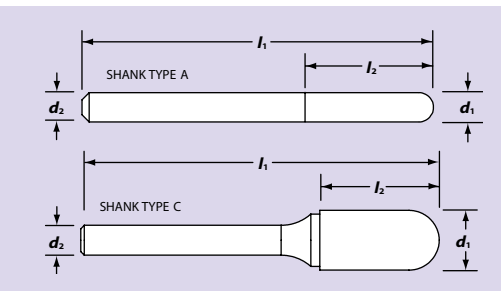 l₁
SHANK TYPE A
l₂
d₂
d₁
l₁
SHANK TYPE C
l₂
d₂
d₁